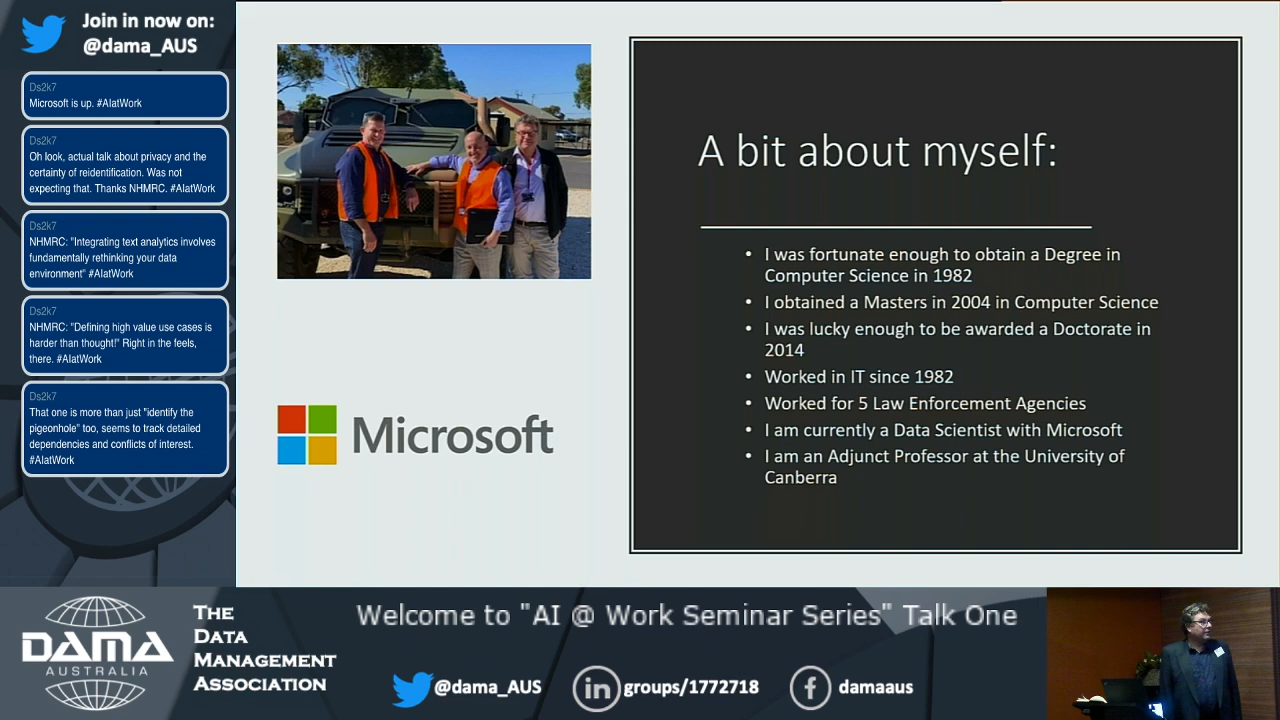 Join in now on:
@dama_AUS
Ds2k7
Microsoft is up. #AIatWork
Ds2k7
Oh look, actual talk about privacy and the
certainty of reidentification. Was not
expecting that. Thanks NHMRC. #AIatWork
Ds2k7
NHMRC: "Integrating text analytics involves
fundamentally rethinking your data
environment" #AIatWork
Ds2k7
NHMRC: "Defining high value use cases is
harder than thought!" Right in the feels,
there. #AIatWork
Ds2k7
That one is more than just "identify the
pigeonhole" too, seems to track detailed
dependencies and conflicts of interest.
#AIatWork
Microsoft
A bit about myself:
• I was fortunate enough to obtain a Degree in
Computer Science in 1982
• I obtained a Masters in 2004 in Computer Science
• I was lucky enough to be awarded a Doctorate in
2014
• Worked in IT since 1982
• Worked for 5 Law Enforcement Agencies
• I am currently a Data Scientist with Microsoft
• I am an Adjunct Professor at the University of
Canberra
DAMA
AUSTRALIA
THE
DATA
MANAGEMENT
ASSOCIATION
Welcome to "AI @ Work Seminar Series" Talk One
@dama_AUS
in groups/1772718
f damaaus